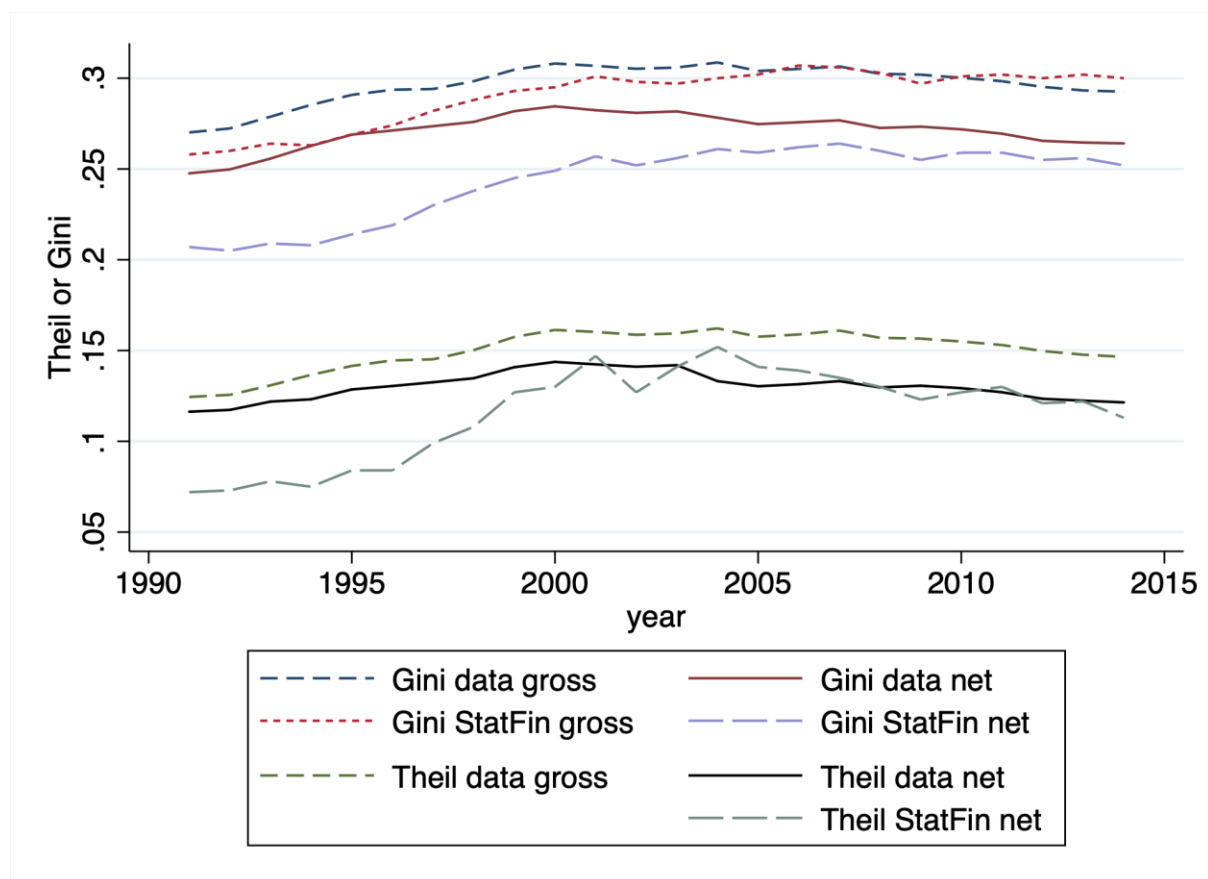 Theil or Gini
.3
.25
.2
.15
.1
.05
1990 1995 2000 2005 2010 2015
year
Gini data gross Gini data net
Gini StatFin gross Gini StatFin net
Theil data gross Theil data net
Theil StatFin net